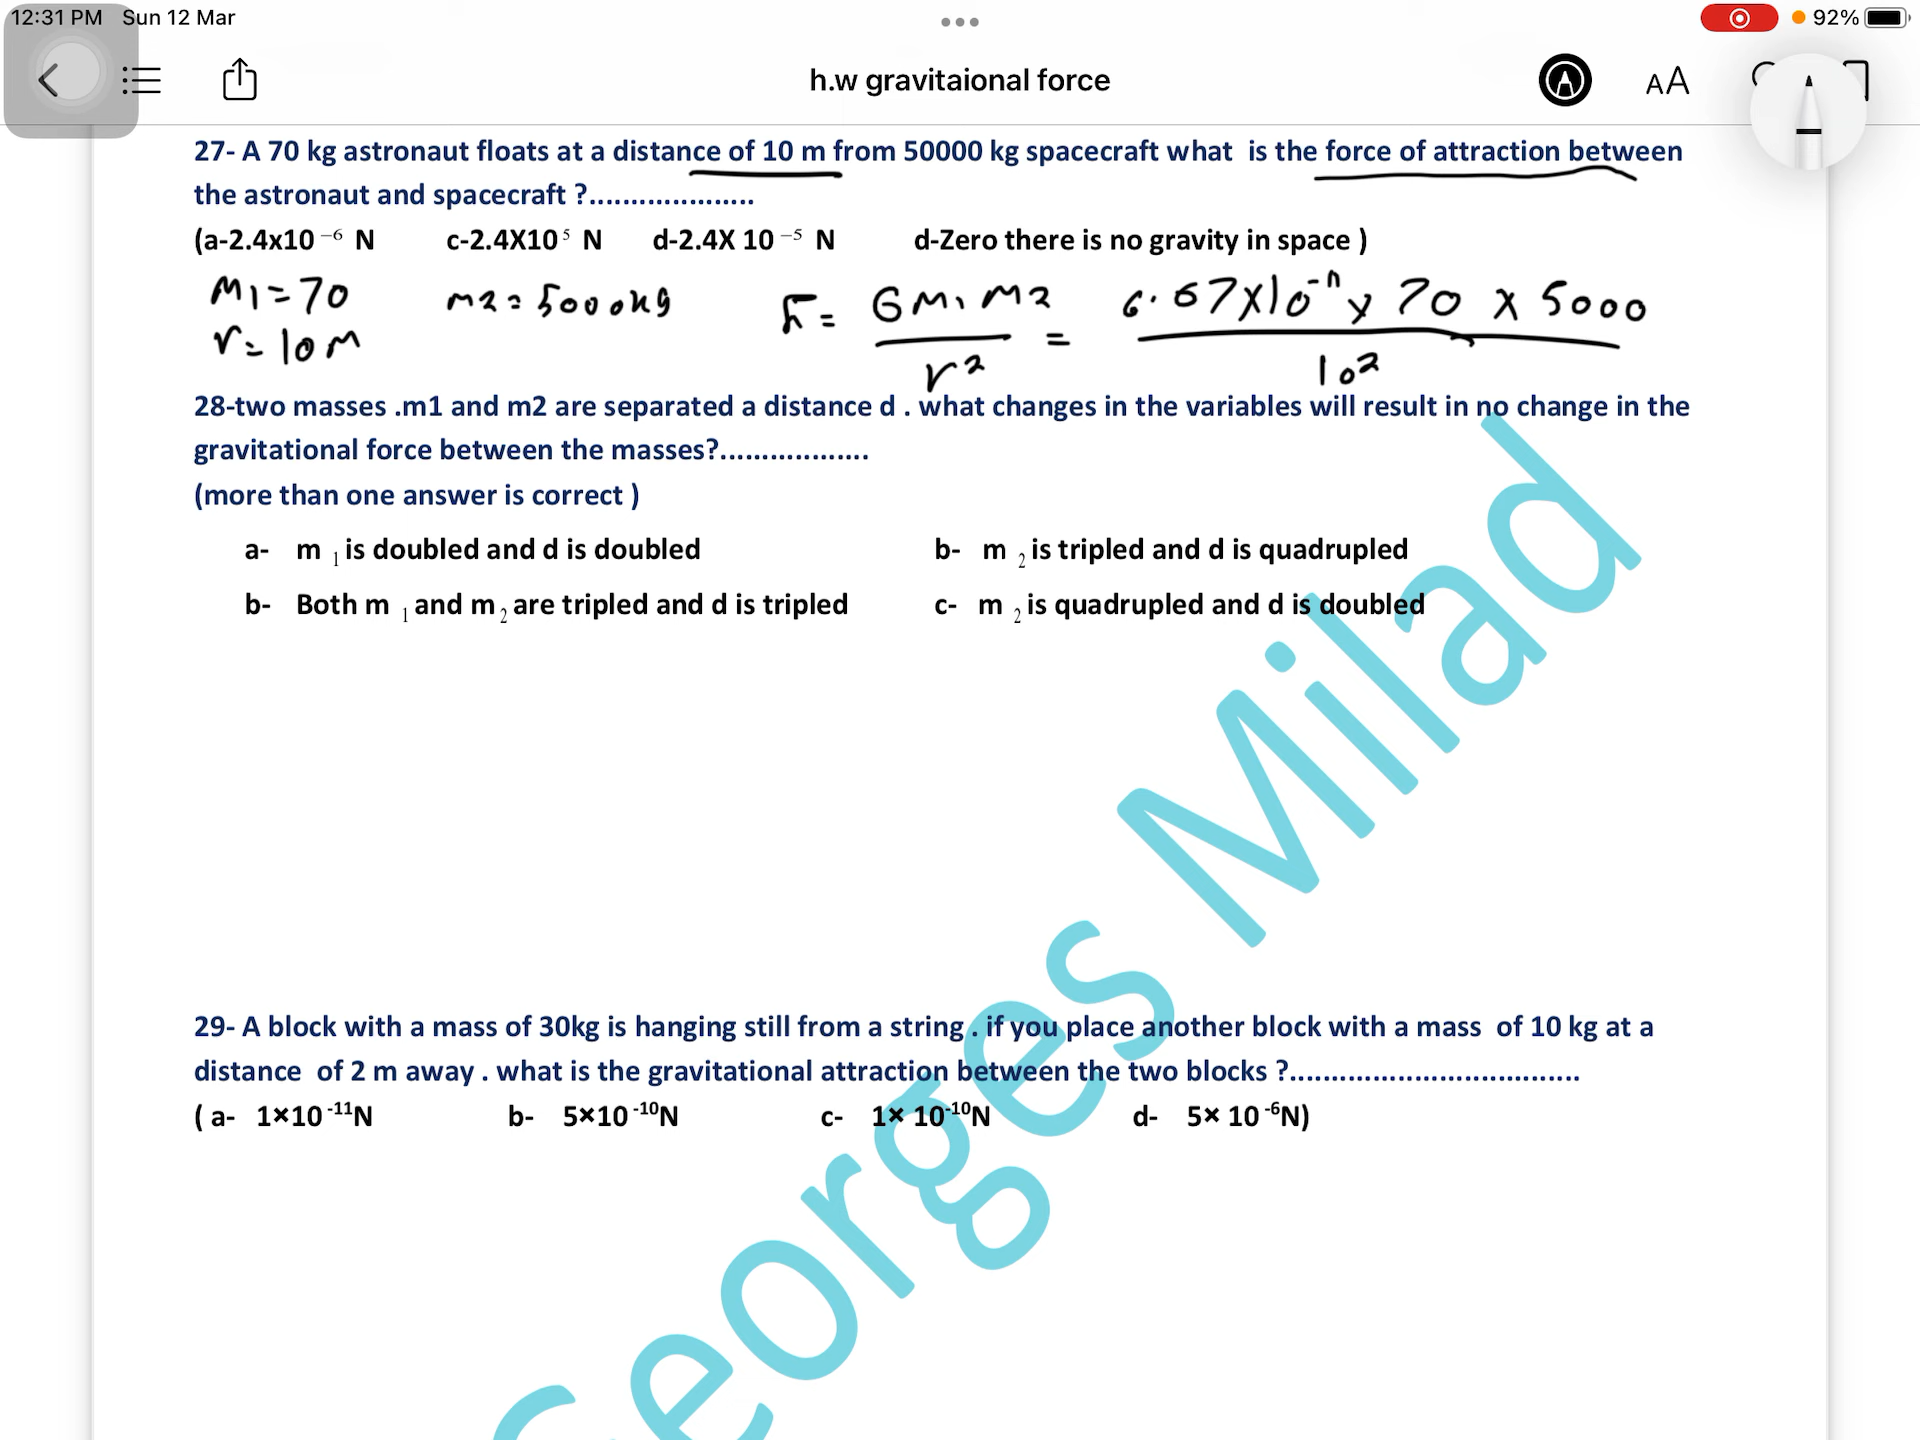 12:31 PM Sun 12 Mar
92%
h.w gravitaional force
AA
27- A 70 kg astronaut floats at a distance of 10 m from 50000 kg spacecraft what is the force of attraction between
the astronaut and spacecraft ?....................
(a-2.4x10⁻⁶ N c-2.4X10⁵ N d-2.4X 10⁻⁵ N d-Zero there is no gravity in space )
M1=70 m2=5000kg F= GM1M2/r² = 6.67X10⁻¹¹x 70 x 5000/10²
r=10m
28-two masses .m1 and m2 are separated a distance d . what changes in the variables will result in no change in the
gravitational force between the masses?..................
(more than one answer is correct )
a- m ₁ is doubled and d is doubled b- m ₂ is tripled and d is quadrupled
b- Both m ₁ and m ₂ are tripled and d is tripled c- m ₂ is quadrupled and d is doubled
29- A block with a mass of 30kg is hanging still from a string . if you place another block with a mass of 10 kg at a
distance of 2 m away . what is the gravitational attraction between the two blocks ?...................................
( a- 1×10⁻¹¹N b- 5×10⁻¹⁰N c- 1× 10⁻¹⁰N d- 5× 10⁻⁶N)
Georges Milad